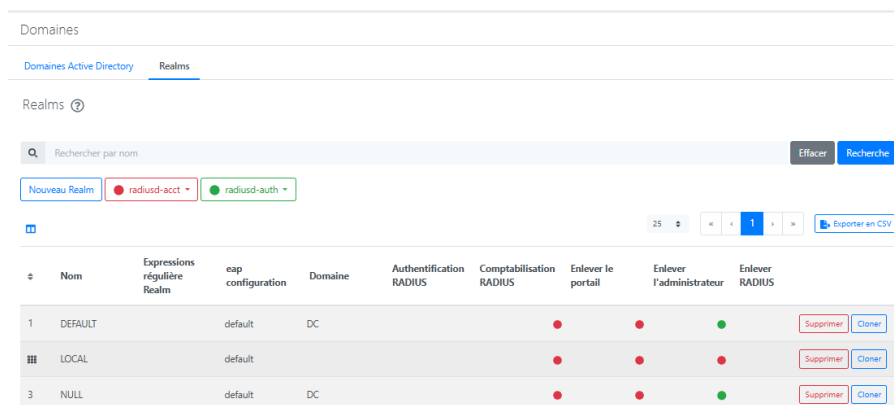 Domaines
Domaines Active Directory Realms
Realms ?
Rechercher par nom Effacer Recherche
Nouveau Realm radiusd-acct radiusd-auth
25 « ‹ 1 › » Exporter en CSV
Nom Expressions régulière Realm eap configuration Domaine Authentification RADIUS Comptabilisation RADIUS Enlever le portail Enlever l'administrateur Enlever RADIUS
1 DEFAULT default DC Supprimer Cloner
LOCAL default Supprimer Cloner
3 NULL default DC Supprimer Cloner